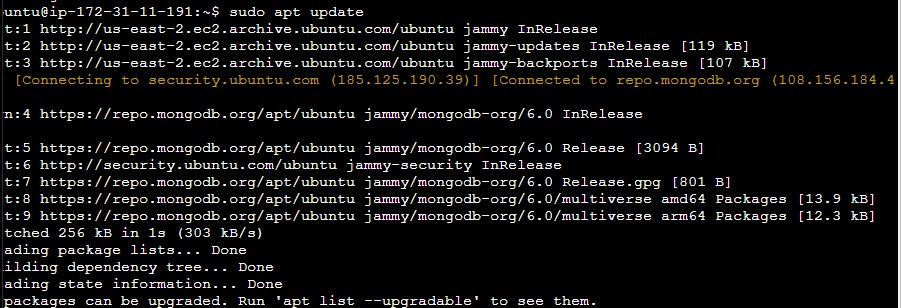 untu@ip-172-31-11-191:~$ sudo apt update
t:1 http://us-east-2.ec2.archive.ubuntu.com/ubuntu jammy InRelease
t:2 http://us-east-2.ec2.archive.ubuntu.com/ubuntu jammy-updates InRelease [119 kB]
t:3 http://us-east-2.ec2.archive.ubuntu.com/ubuntu jammy-backports InRelease [107 kB]
[Connecting to security.ubuntu.com (185.125.190.39)] [Connected to repo.mongodb.org (108.156.184.4
n:4 https://repo.mongodb.org/apt/ubuntu jammy/mongodb-org/6.0 InRelease
t:5 https://repo.mongodb.org/apt/ubuntu jammy/mongodb-org/6.0 Release [3094 B]
t:6 http://security.ubuntu.com/ubuntu jammy-security InRelease
t:7 https://repo.mongodb.org/apt/ubuntu jammy/mongodb-org/6.0 Release.gpg [801 B]
t:8 https://repo.mongodb.org/apt/ubuntu jammy/mongodb-org/6.0/multiverse amd64 Packages [13.9 kB]
t:9 https://repo.mongodb.org/apt/ubuntu jammy/mongodb-org/6.0/multiverse arm64 Packages [12.3 kB]
tched 256 kB in 1s (303 kB/s)
ading package lists... Done
ilding dependency tree... Done
ading state information... Done
packages can be upgraded. Run 'apt list --upgradable' to see them.